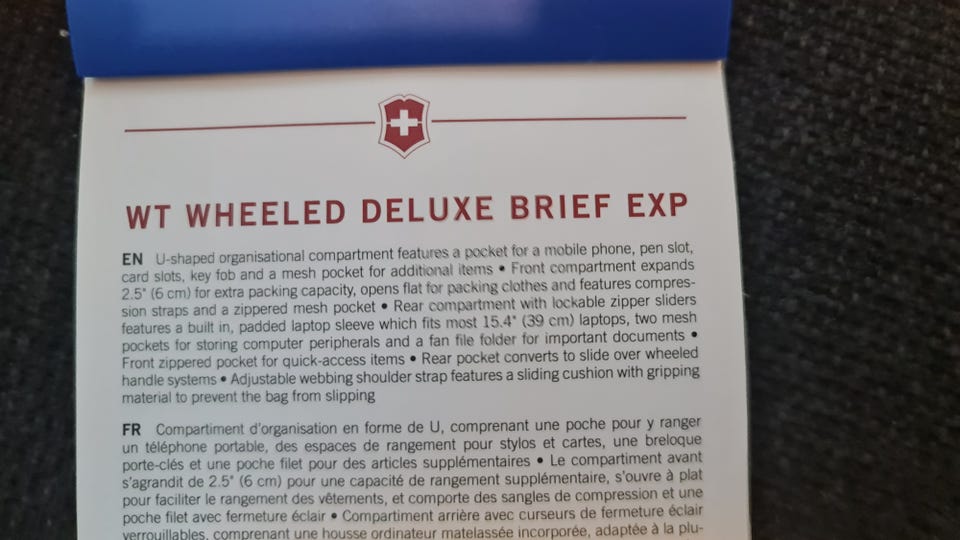 WT WHEELED DELUXE BRIEF EXP
EN U-shaped organisational compartment features a pocket for a mobile phone, pen slot,
card slots, key fob and a mesh pocket for additional items • Front compartment expands
2.5" (6 cm) for extra packing capacity, opens flat for packing clothes and features compres-
sion straps and a zippered mesh pocket • Rear compartment with lockable zipper sliders
features a built in, padded laptop sleeve which fits most 15.4" (39 cm) laptops, two mesh
pockets for storing computer peripherals and a fan file folder for important documents •
Front zippered pocket for quick-access items • Rear pocket converts to slide over wheeled
handle systems • Adjustable webbing shoulder strap features a sliding cushion with gripping
material to prevent the bag from slipping
FR Compartiment d'organisation en forme de U, comprenant une poche pour y ranger
un téléphone portable, des espaces de rangement pour stylos et cartes, une breloque
porte-clés et une poche filet pour des articles supplémentaires • Le compartiment avant
s'agrandit de 2.5" (6 cm) pour une capacité de rangement supplémentaire, s'ouvre à plat
pour faciliter le rangement des vêtements, et comporte des sangles de compression et une
poche filet avec fermeture éclair • Compartiment arrière avec curseurs de fermeture éclair
verrouillables, comprenant une housse ordinateur matelassée incorporée, adaptée à la plu-